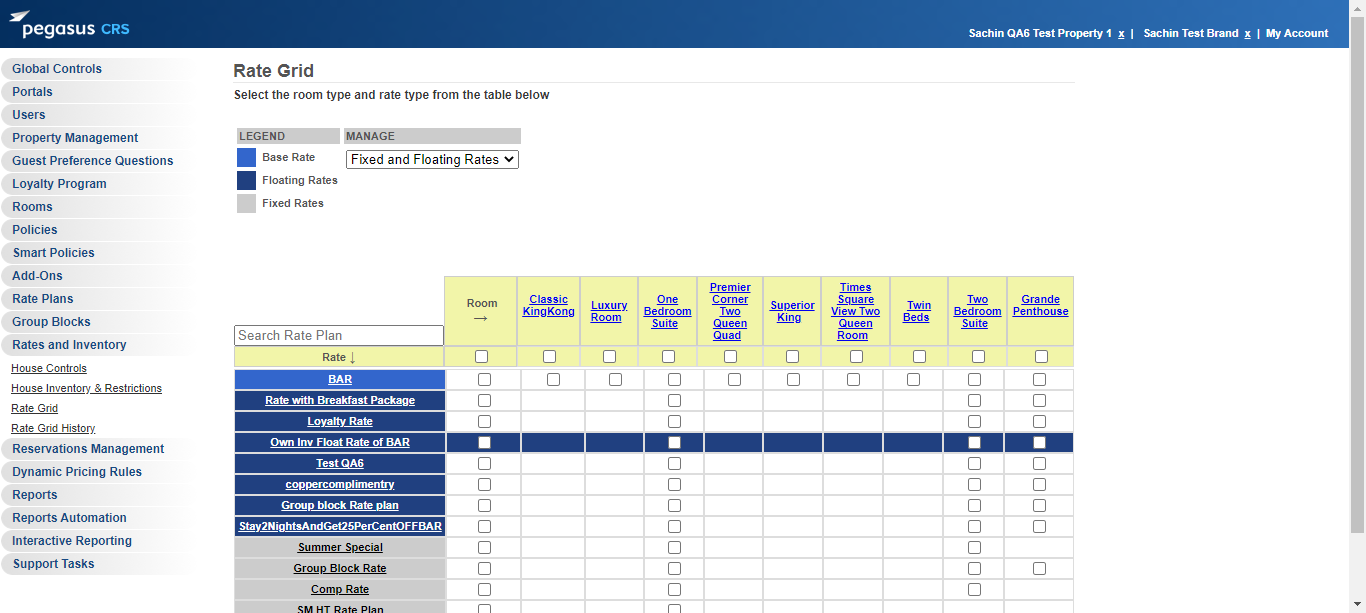 pegasus CRS
Sachin QA6 Test Property 1 x | Sachin Test Brand x | My Account
Global Controls
Portals
Users
Property Management
Guest Preference Questions
Loyalty Program
Rooms
Policies
Smart Policies
Add-Ons
Rate Plans
Group Blocks
Rates and Inventory
House Controls
House Inventory & Restrictions
Rate Grid
Rate Grid History
Reservations Management
Dynamic Pricing Rules
Reports
Reports Automation
Interactive Reporting
Support Tasks
Rate Grid
Select the room type and rate type from the table below
LEGEND
Base Rate
Floating Rates
Fixed Rates
MANAGE
Fixed and Floating Rates
Search Rate Plan
Room
→
Classic
KingKong
Luxury
Room
One
Bedroom
Suite
Premier
Corner
Two
Queen
Quad
Superior
King
Times
Square
View Two
Queen
Room
Twin
Beds
Two
Bedroom
Suite
Grande
Penthouse
Rate ↓
BAR
Rate with Breakfast Package
Loyalty Rate
Own Inv Float Rate of BAR
Test QA6
coppercomplimentry
Group block Rate plan
Stay2NightsAndGet25PerCentOFFBAR
Summer Special
Group Block Rate
Comp Rate
SM HT Rate Plan